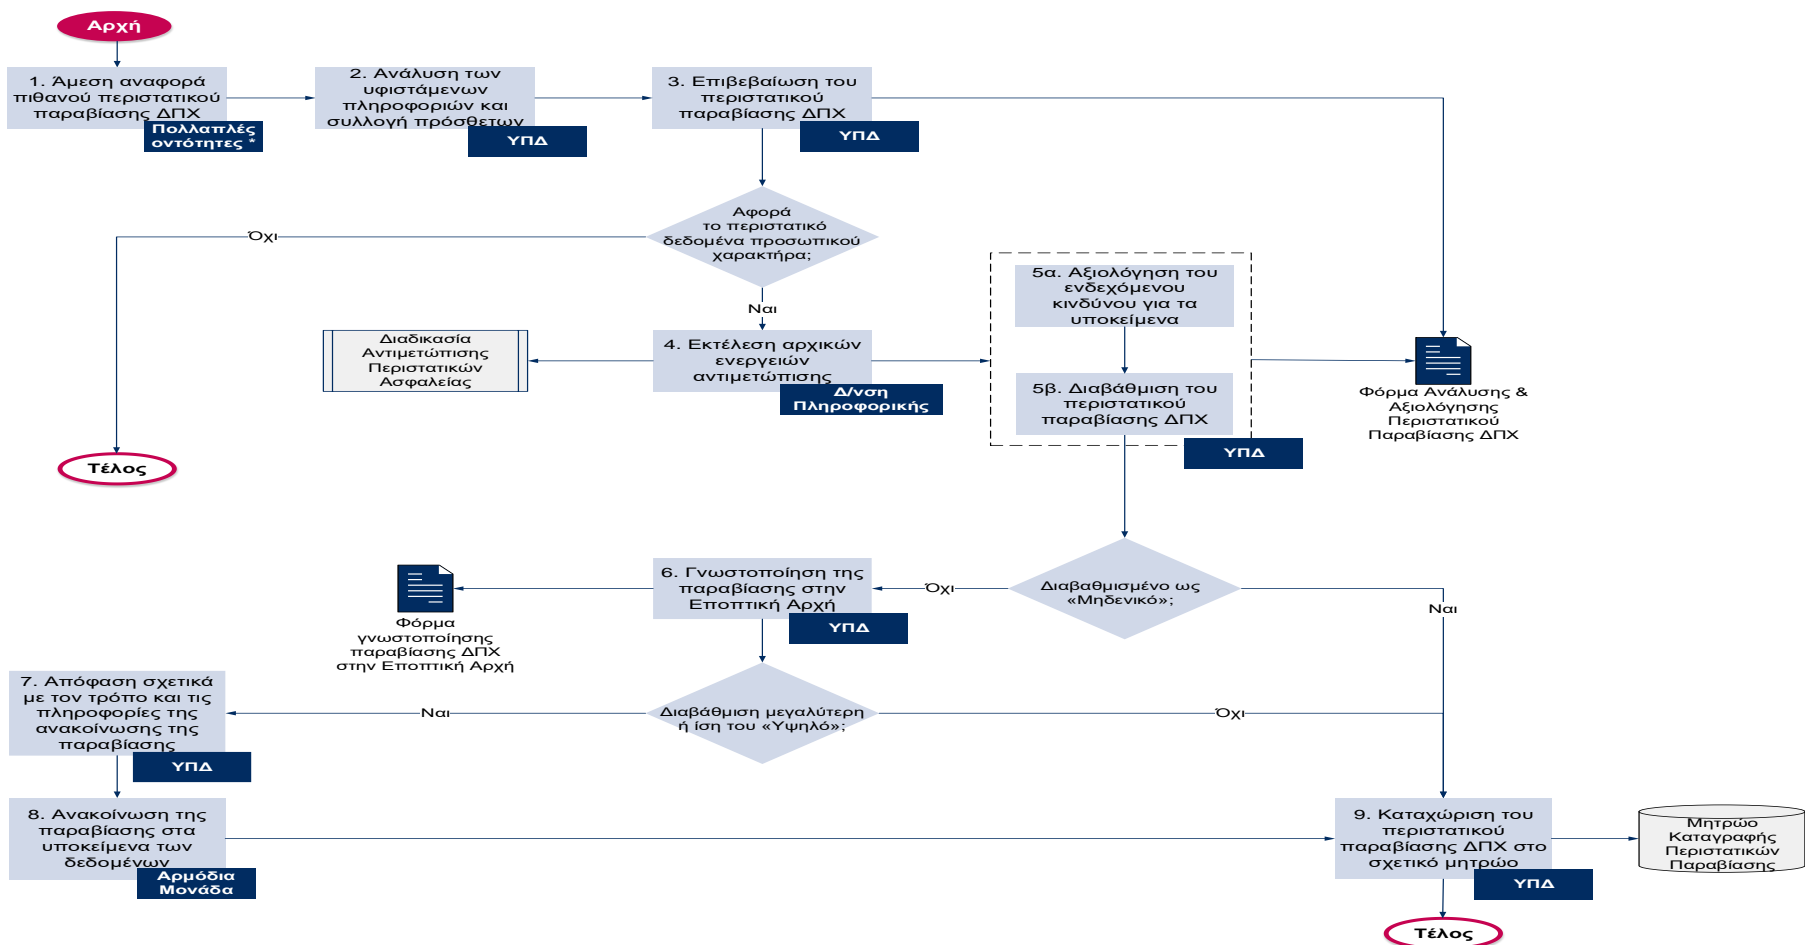 Αρχή
1. Άμεση αναφορά
πιθανού περιστατικού
παραβίασης ΔΠΧ
Πολλαπλές
οντότητες *
2. Ανάλυση των
υφιστάμενων
πληροφοριών και
συλλογή πρόσθετων
ΥΠΔ
3. Επιβεβαίωση του
περιστατικού
παραβίασης ΔΠΧ
ΥΠΔ
Αφορά
το περιστατικό
δεδομένα προσωπικού
χαρακτήρα;
Όχι
Ναι
Τέλος
4. Εκτέλεση αρχικών
ενεργειών
αντιμετώπισης
Δ/νση
Πληροφορικής
Διαδικασία
Αντιμετώπισης
Περιστατικών
Ασφαλείας
5α. Αξιολόγηση του
ενδεχόμενου
κινδύνου για τα
υποκείμενα
5β. Διαβάθμιση του
περιστατικού
παραβίασης ΔΠΧ
ΥΠΔ
Φόρμα Ανάλυσης &
Αξιολόγησης
Περιστατικού
Παραβίασης ΔΠΧ
Διαβαθμισμένο ως
«Μηδενικό»;
Όχι
Ναι
6. Γνωστοποίηση της
παραβίασης στην
Εποπτική Αρχή
ΥΠΔ
Φόρμα
γνωστοποίησης
παραβίασης ΔΠΧ
στην Εποπτική Αρχή
Διαβάθμιση μεγαλύτερη
ή ίση του «Υψηλό»;
Ναι
Όχι
7. Απόφαση σχετικά
με τον τρόπο και τις
πληροφορίες της
ανακοίνωσης της
παραβίασης
ΥΠΔ
8. Ανακοίνωση της
παραβίασης στα
υποκείμενα των
δεδομένων
Αρμόδια
Μονάδα
9. Καταχώριση του
περιστατικού
παραβίασης ΔΠΧ στο
σχετικό μητρώο
ΥΠΔ
Μητρώο
Καταγραφής
Περιστατικών
Παραβίασης
Τέλος